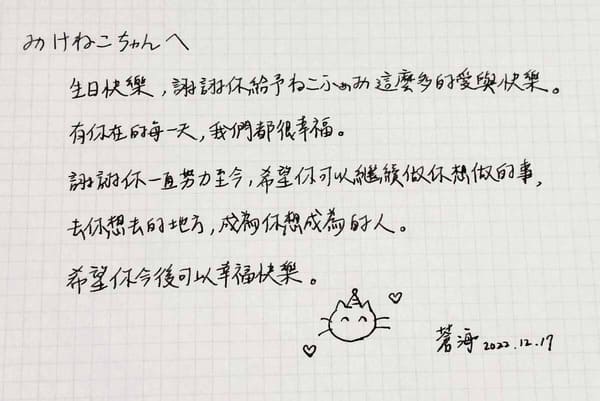 みけねこちゃんへ
生日快樂，謝謝你給予ねこふぁみ這麼多的愛與快樂。
有你在的每一天，我們都很幸福。
謝謝你一直努力至今，希望你可以繼續做你想做的事，
去你想去的地方，成為你想成為的人。
希望你今後可以幸福快樂。
蒼海 2022.12.17